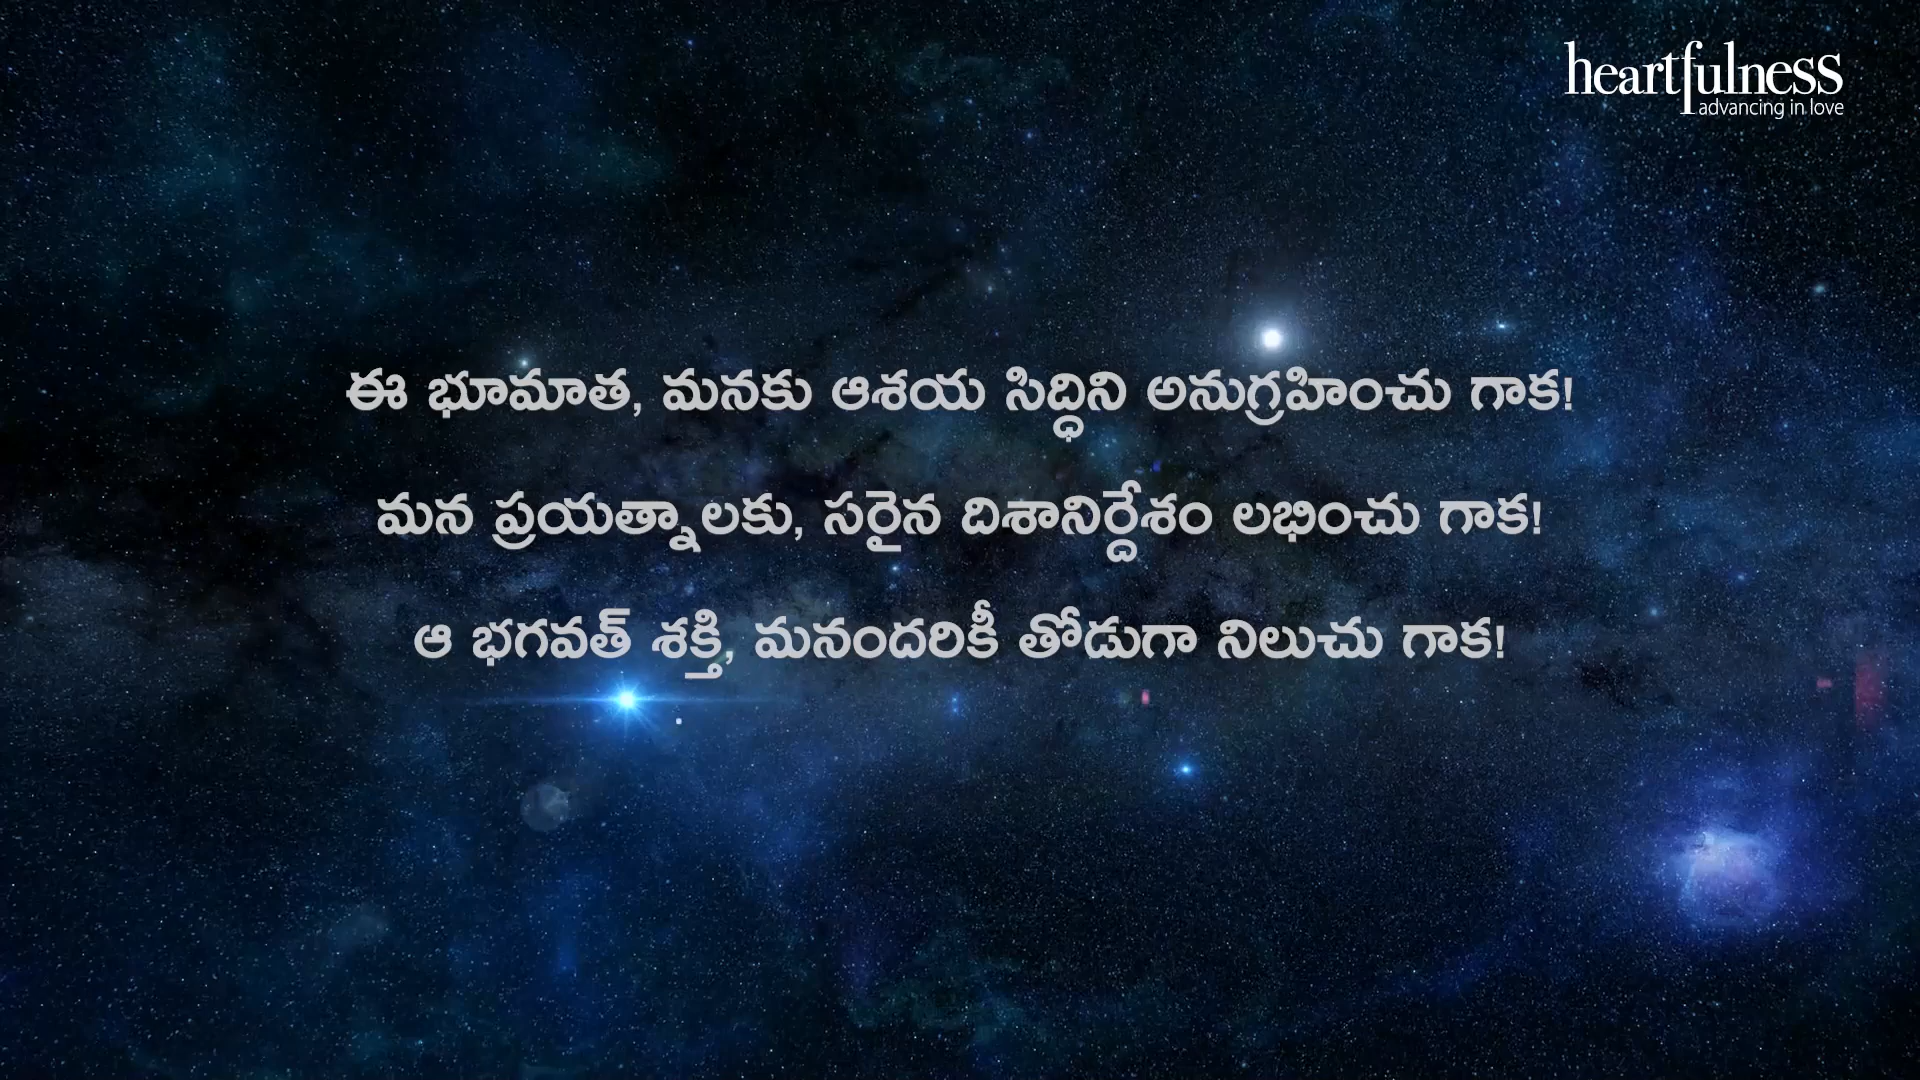 heartfulness
advancing in love
ఈ భూమాత, మనకు ఆశయ సిద్ధిని అనుగ్రహించు గాక!
మన ప్రయత్నాలకు, సరైన దిశానిర్దేశం లభించు గాక!
ఆ భగవత్ శక్తి, మనందరికీ తోడుగా నిలుచు గాక!